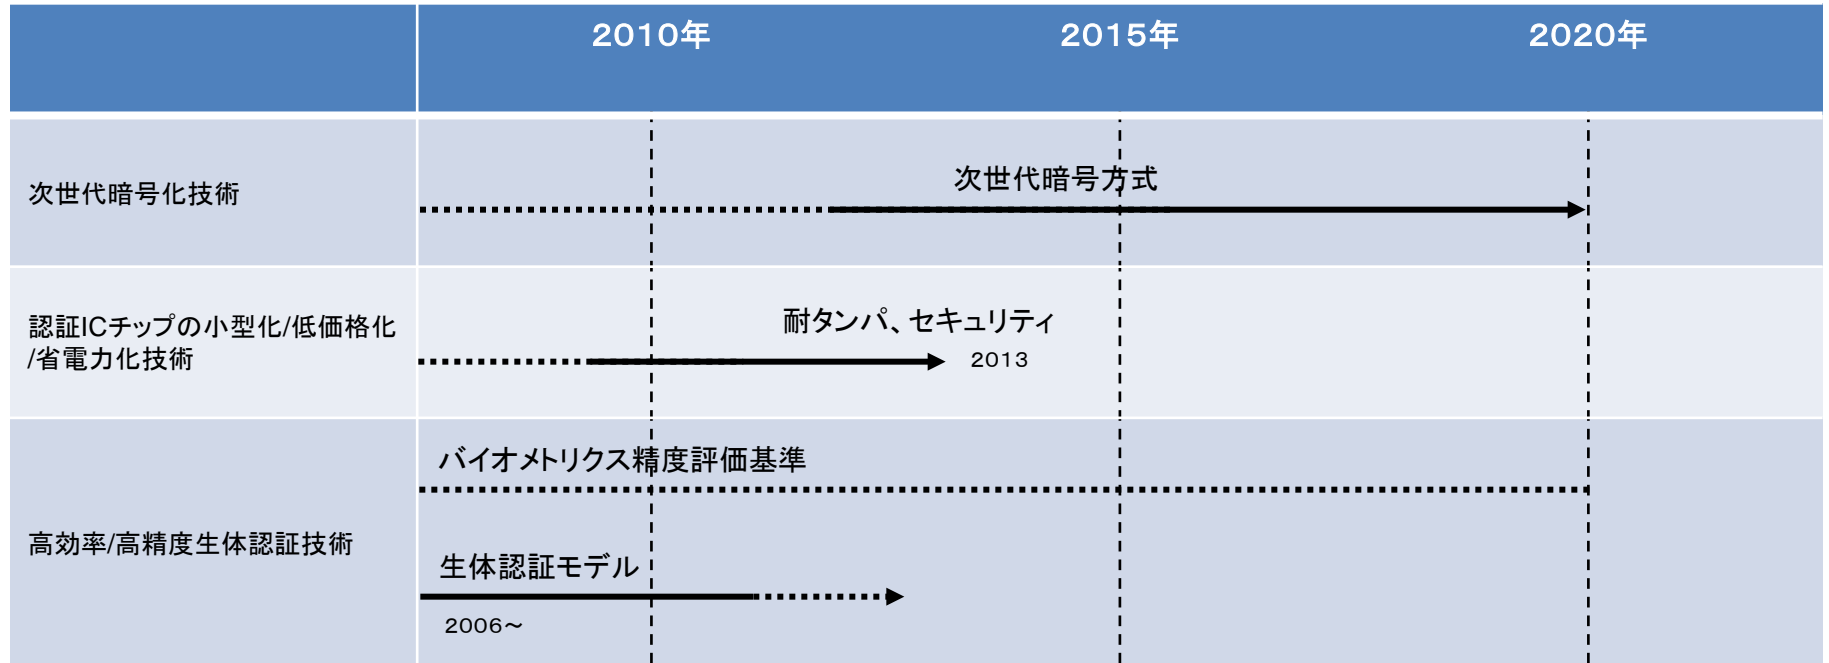 2010年
2015年
2020年
次世代暗号化技術
次世代暗号方式
認証ICチップの小型化/低価格化
/省電力化技術
耐タンパ、セキュリティ
2013
高効率/高精度生体認証技術
バイオメトリクス精度評価基準
生体認証モデル
2006～